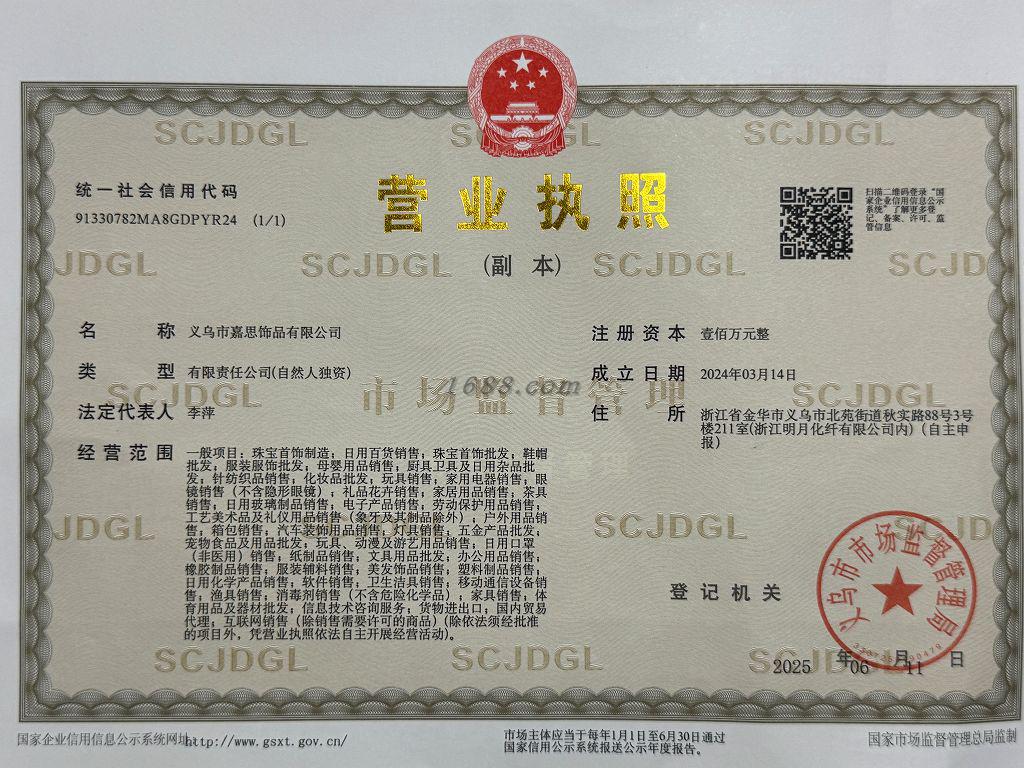 SCJDGL SCJDGL SCJDGL
统一社会信用代码
91330782MA8GDPYR24 (1/1)
营业执照
(副 本)
扫描二维码登录“国
家企业信用信息公示
系统”了解更多登
记、备案、许可、监
管信息
JDGL SCJDGL SCJDGL SCJD
名 称 义乌市嘉思饰品有限公司
类 型 有限责任公司(自然人独资)
法定代表人 李萍
注册资本 壹佰万元整
成立日期 2024年03月14日
住 所 浙江省金华市义乌市北苑街道秋实路88号3号
楼211室(浙江明月化纤有限公司内)(自主申
报)
SCJDGL 市场监督管理 SCJDGL
1688.com
经营范围 一般项目：珠宝首饰制造；日用百货销售；珠宝首饰批发；鞋帽
批发；服装服饰批发；母婴用品销售；厨具卫具及日用杂品批
发；针纺织品销售；化妆品批发；玩具销售；家用电器销售；眼
镜销售（不含隐形眼镜）；礼品花卉销售；家居用品销售；茶具
销售；日用玻璃制品销售；电子产品销售；劳动保护用品销售；
工艺美术品及礼仪用品销售（象牙及其制品除外）；户外用品销
售；箱包销售；汽车装饰用品销售；灯具销售；五金产品批发；
宠物食品及用品批发；玩具、动漫及游艺用品销售；日用口罩
（非医用）销售；纸制品销售；文具用品批发；办公用品销售；
橡胶制品销售；服装辅料销售；美发饰品销售；塑料制品销售；
日用化学产品销售；软件销售；卫生洁具销售；移动通信设备销
售；渔具销售；消毒剂销售（不含危险化学品）；家具销售；体
育用品及器材批发；信息技术咨询服务；货物进出口；国内贸易
代理；互联网销售（除销售需要许可的商品）(除依法须经批准
的项目外，凭营业执照依法自主开展经营活动)。
JDGL SCJDGL SCJD
登记机关
义乌市市场监督管理局
2025 年 06 月 11 日
SCJDGL SCJDGL SCJDGL
国家企业信用信息公示系统网址http://www.gsxt.gov.cn/
市场主体应当于每年1月1日至6月30日通过
国家信用公示系统报送公示年度报告。
国家市场监督管理总局监制